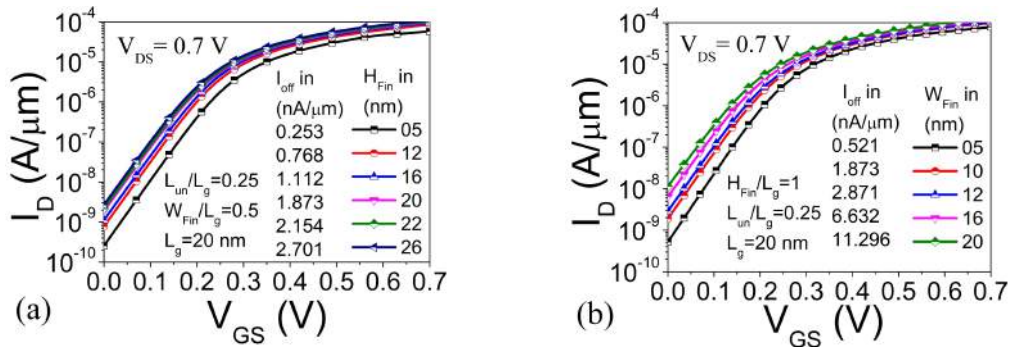 10⁻⁴
10⁻⁵
10⁻⁶
10⁻⁷
10⁻⁸
10⁻⁹
10⁻¹⁰
I_D (A/μm)
V_DS= 0.7 V
I_off in H_Fin in
(nA/μm) (nm)
0.253 05
0.768 12
1.112 16
1.873 20
2.154 22
2.701 26
L_un/L_g=0.25
W_Fin/L_g=0.5
L_g=20 nm
0.0 0.1 0.2 0.3 0.4 0.5 0.6 0.7
V_GS (V)
(a)
10⁻⁴
10⁻⁵
10⁻⁶
10⁻⁷
10⁻⁸
10⁻⁹
10⁻¹⁰
I_D (A/μm)
V_DS= 0.7 V
I_off in W_Fin in
(nA/μm) (nm)
0.521 05
1.873 10
2.871 12
6.632 16
11.296 20
H_Fin/L_g=1
L_un/L_g=0.25
L_g=20 nm
0.0 0.1 0.2 0.3 0.4 0.5 0.6 0.7
V_GS (V)
(b)